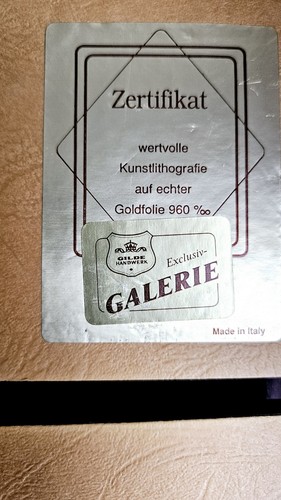 Zertifikat
wertvolle
Kunstlithografie
auf echter
Goldfolie 960 ‰
GILDE
HANDWERK
Exclusiv-
GALERIE
Made in Italy